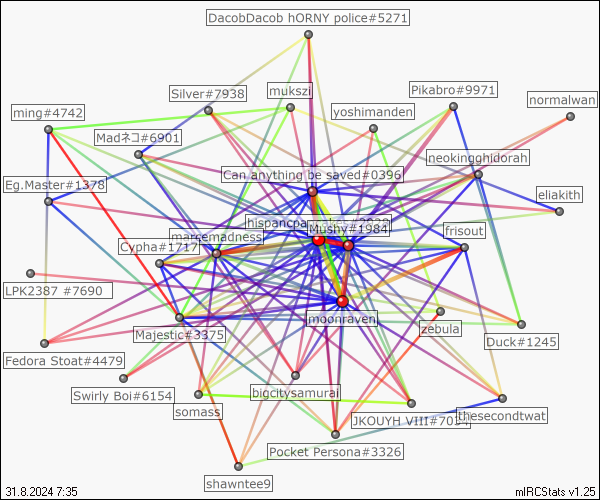 DacobDacob hORNY police#5271
Silver#7938
mukszi
Pikabro#9971
normalwan
ming#4742
yoshimanden
Madネコ#6901
neokingghidorah
Can anything be saved#0396
Eg.Master#1378
eliakith
Mushy#1984
marcemadness
frisout
Cypha#1717
LPK2387 #7690
moonraven
zebula
Majestic#3375
Duck#1245
Fedora Stoat#4479
Swirly Boi#6154
bigcitysamurai
somass
JKOUYH VIII#70
thesecondtwat
Pocket Persona#3326
shawntee9
31.8.2024 7:35
mIRCStats v1.25